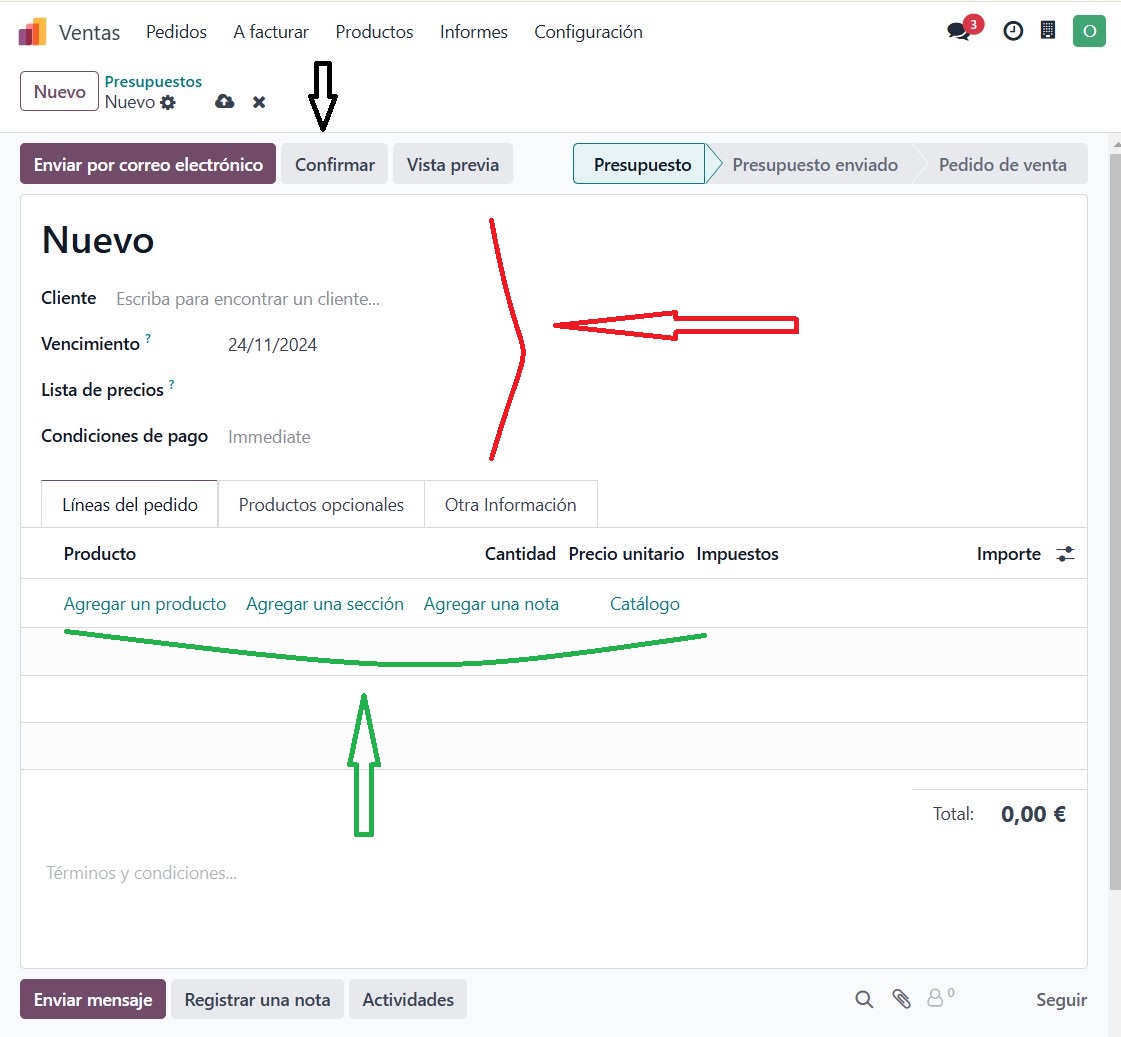 Ventas Pedidos A facturar Productos Informes Configuración 3 O
Nuevo Presupuestos
Nuevo
Enviar por correo electrónico Confirmar Vista previa Presupuesto Presupuesto enviado Pedido de venta
Nuevo
Cliente Escriba para encontrar un cliente...
Vencimiento ? 24/11/2024
Lista de precios ?
Condiciones de pago Immediate
Líneas del pedido Productos opcionales Otra Información
Producto Cantidad Precio unitario Impuestos Importe
Agregar un producto Agregar una sección Agregar una nota Catálogo
Total: 0,00 €
Términos y condiciones...
Enviar mensaje Registrar una nota Actividades 0 Seguir